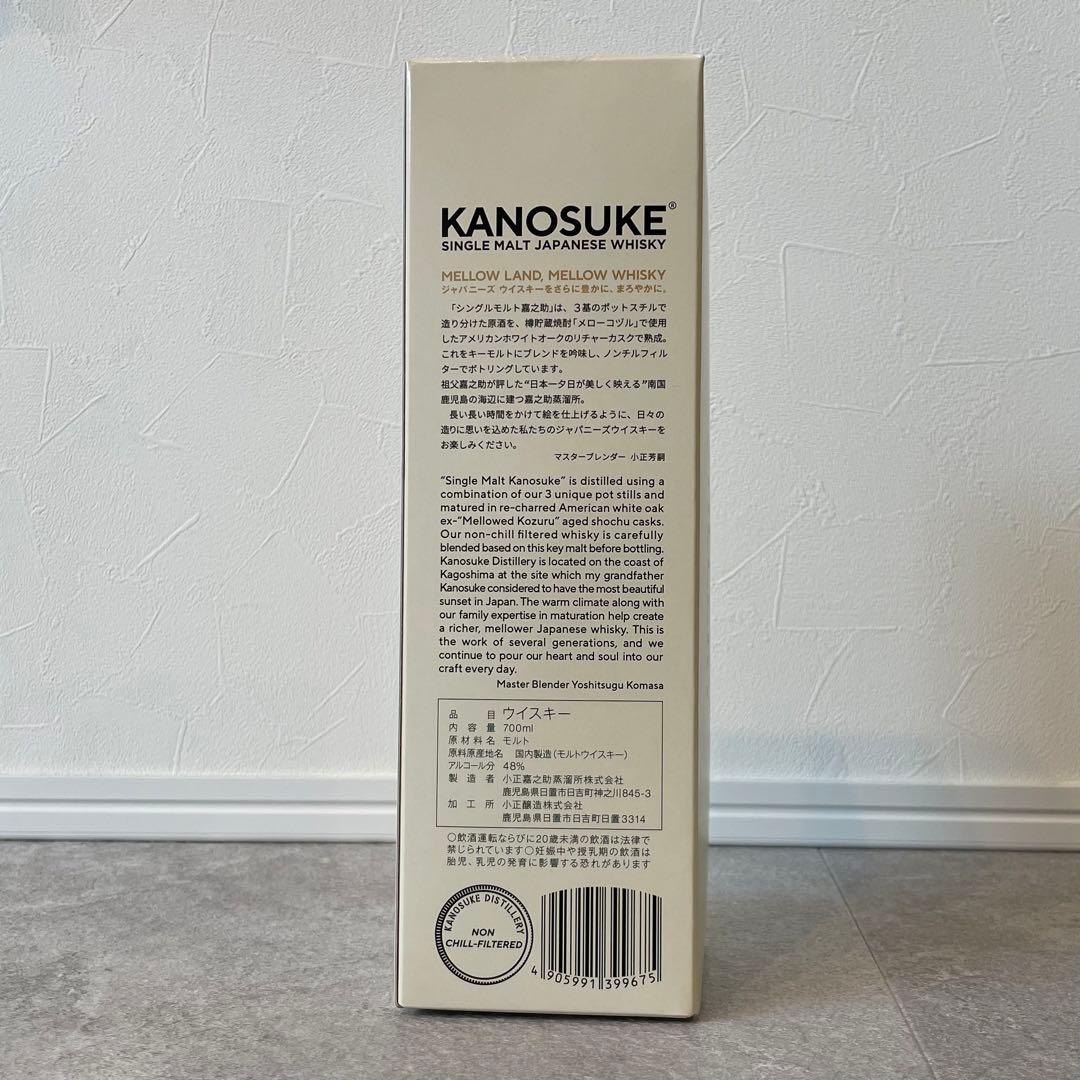 KANOSUKE®
SINGLE MALT JAPANESE WHISKY
MELLOW LAND, MELLOW WHISKY
ジャパニーズ ウイスキーをさらに豊かに、まろやかに。
「シングルモルト嘉之助」は、3基のポットスチルで
造り分けた原酒を、樽貯蔵焼酎「メローコヅル」で使用
したアメリカンホワイトオークのリチャーカスクで熟成。
これをキーモルトにブレンドを吟味し、ノンチルフィル
ターでボトリングしています。
祖父嘉之助が評した“日本一夕日が美しく映える”南国
鹿児島の海辺に建つ嘉之助蒸溜所。
長い長い時間をかけて絵を仕上げるように、日々の
造りに思いを込めた私たちのジャパニーズウイスキーを
お楽しみください。
マスターブレンダー 小正芳嗣
“Single Malt Kanosuke” is distilled using a
combination of our 3 unique pot stills and
matured in re-charred American white oak
ex-“Mellowed Kozuru” aged shochu casks.
Our non-chill filtered whisky is carefully
blended based on this key malt before bottling.
Kanosuke Distillery is located on the coast of
Kagoshima at the site which my grandfather
Kanosuke considered to have the most beautiful
sunset in Japan. The warm climate along with
our family expertise in maturation help create
a richer, mellower Japanese whisky. This is
the work of several generations, and we
continue to pour our heart and soul into our
craft every day.
Master Blender Yoshitsugu Komasa
品目 ウイスキー
内容量 700ml
原材料名 モルト
原料原産地名 国内製造（モルトウイスキー）
アルコール分 48%
製造者 小正嘉之助蒸溜所株式会社
鹿児島県日置市日吉町神之川845-3
加工所 小正醸造株式会社
鹿児島県日置市日吉町日置3314
○飲酒運転ならびに20歳未満の飲酒は法律で
禁じられています○妊娠中や授乳期の飲酒は
胎児、乳児の発育に影響する恐れがあります
KANOSUKE DISTILLERY
NON
CHILL-FILTERED
4 905991 399675